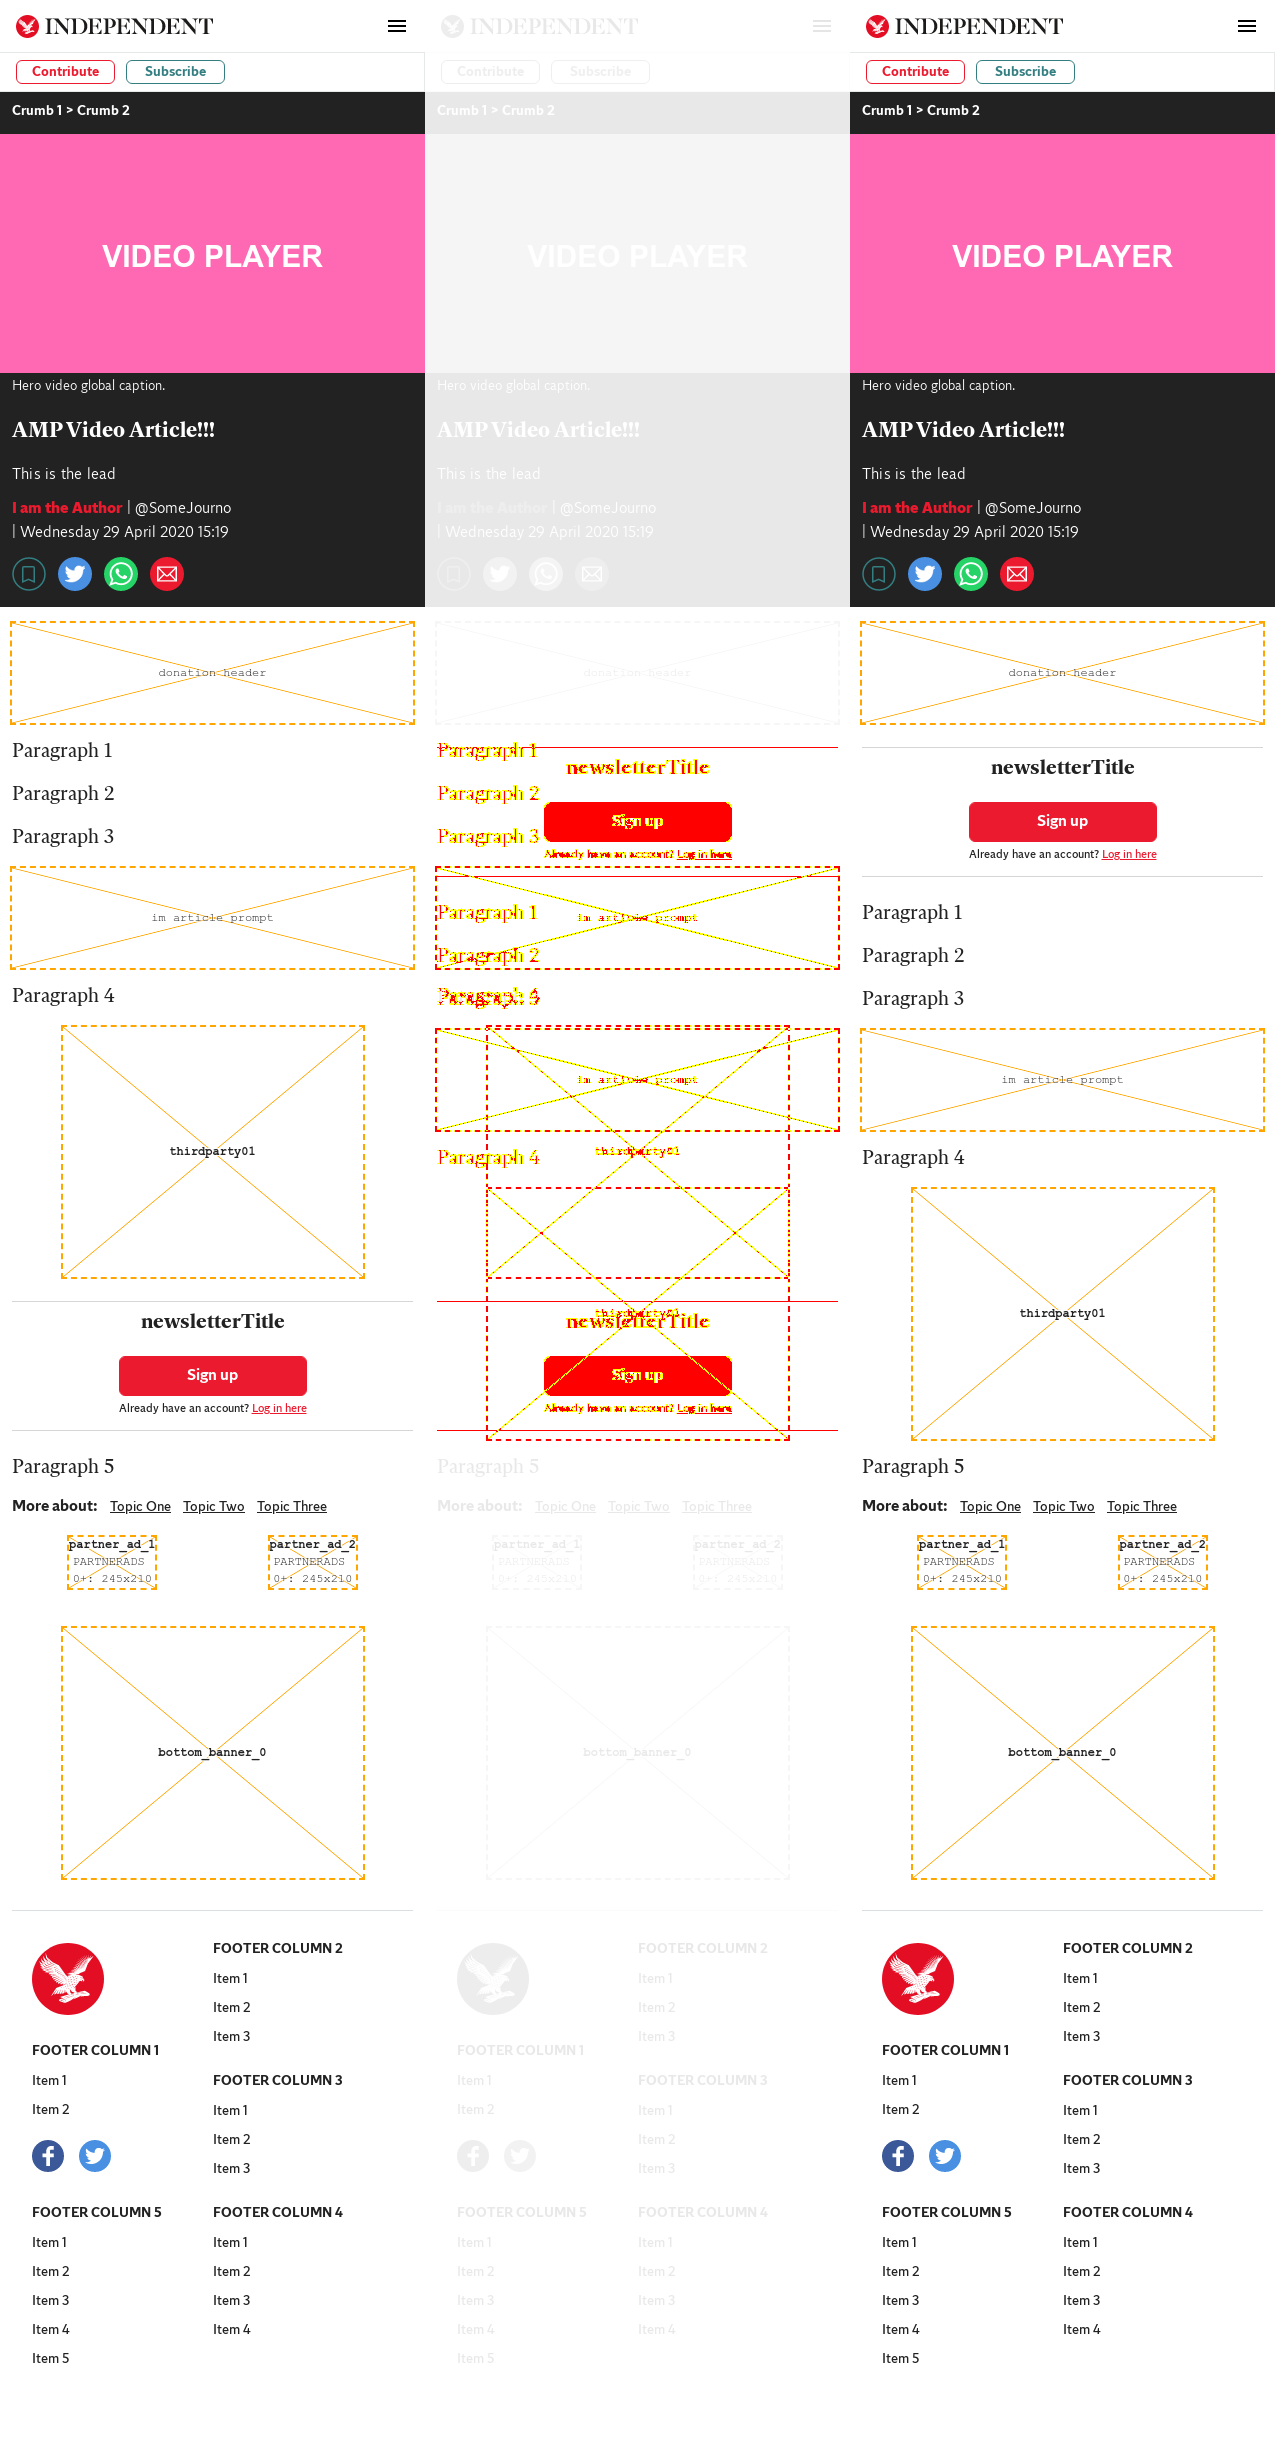 INDEPENDENT
Contribute
Subscribe
Crumb 1 > Crumb 2
VIDEO PLAYER
Hero video global caption.
AMP Video Article!!!
This is the lead
I am the Author | @SomeJourno
| Wednesday 29 April 2020 15:19
donation header
Paragraph 1
Paragraph 2
Paragraph 3
im article prompt
Paragraph 4
thirdparty01
newsletterTitle
Sign up
Already have an account? Log in here
Paragraph 5
More about: Topic One Topic Two Topic Three
partner_ad_1
PARTNERADS
0+: 245x210
partner_ad_2
PARTNERADS
0+: 245x210
bottom_banner_0
FOOTER COLUMN 1
Item 1
Item 2
FOOTER COLUMN 5
Item 1
Item 2
Item 3
Item 4
Item 5
FOOTER COLUMN 2
Item 1
Item 2
Item 3
FOOTER COLUMN 3
Item 1
Item 2
Item 3
FOOTER COLUMN 4
Item 1
Item 2
Item 3
Item 4
INDEPENDENT
Contribute
Subscribe
Crumb 1 > Crumb 2
VIDEO PLAYER
Hero video global caption.
AMP Video Article!!!
This is the lead
I am the Author | @SomeJourno
| Wednesday 29 April 2020 15:19
donation header
Paragraph 1
newsletterTitle
Paragraph 2
Sign up
Paragraph 3
Already have an account? Log in here
Paragraph 1
im article prompt
Paragraph 2
im article prompt
thirdparty01
Paragraph 4
thirdparty01
newsletterTitle
Sign up
Already have an account? Log in here
Paragraph 5
More about: Topic One Topic Two Topic Three
partner_ad_1
PARTNERADS
0+: 245x210
partner_ad_2
PARTNERADS
0+: 245x210
bottom_banner_0
FOOTER COLUMN 1
Item 1
Item 2
FOOTER COLUMN 5
Item 1
Item 2
Item 3
Item 4
Item 5
FOOTER COLUMN 2
Item 1
Item 2
Item 3
FOOTER COLUMN 3
Item 1
Item 2
Item 3
FOOTER COLUMN 4
Item 1
Item 2
Item 3
Item 4
INDEPENDENT
Contribute
Subscribe
Crumb 1 > Crumb 2
VIDEO PLAYER
Hero video global caption.
AMP Video Article!!!
This is the lead
I am the Author | @SomeJourno
| Wednesday 29 April 2020 15:19
donation header
newsletterTitle
Sign up
Already have an account? Log in here
Paragraph 1
Paragraph 2
Paragraph 3
im article prompt
Paragraph 4
thirdparty01
Paragraph 5
More about: Topic One Topic Two Topic Three
partner_ad_1
PARTNERADS
0+: 245x210
partner_ad_2
PARTNERADS
0+: 245x210
bottom_banner_0
FOOTER COLUMN 1
Item 1
Item 2
FOOTER COLUMN 5
Item 1
Item 2
Item 3
Item 4
Item 5
FOOTER COLUMN 2
Item 1
Item 2
Item 3
FOOTER COLUMN 3
Item 1
Item 2
Item 3
FOOTER COLUMN 4
Item 1
Item 2
Item 3
Item 4